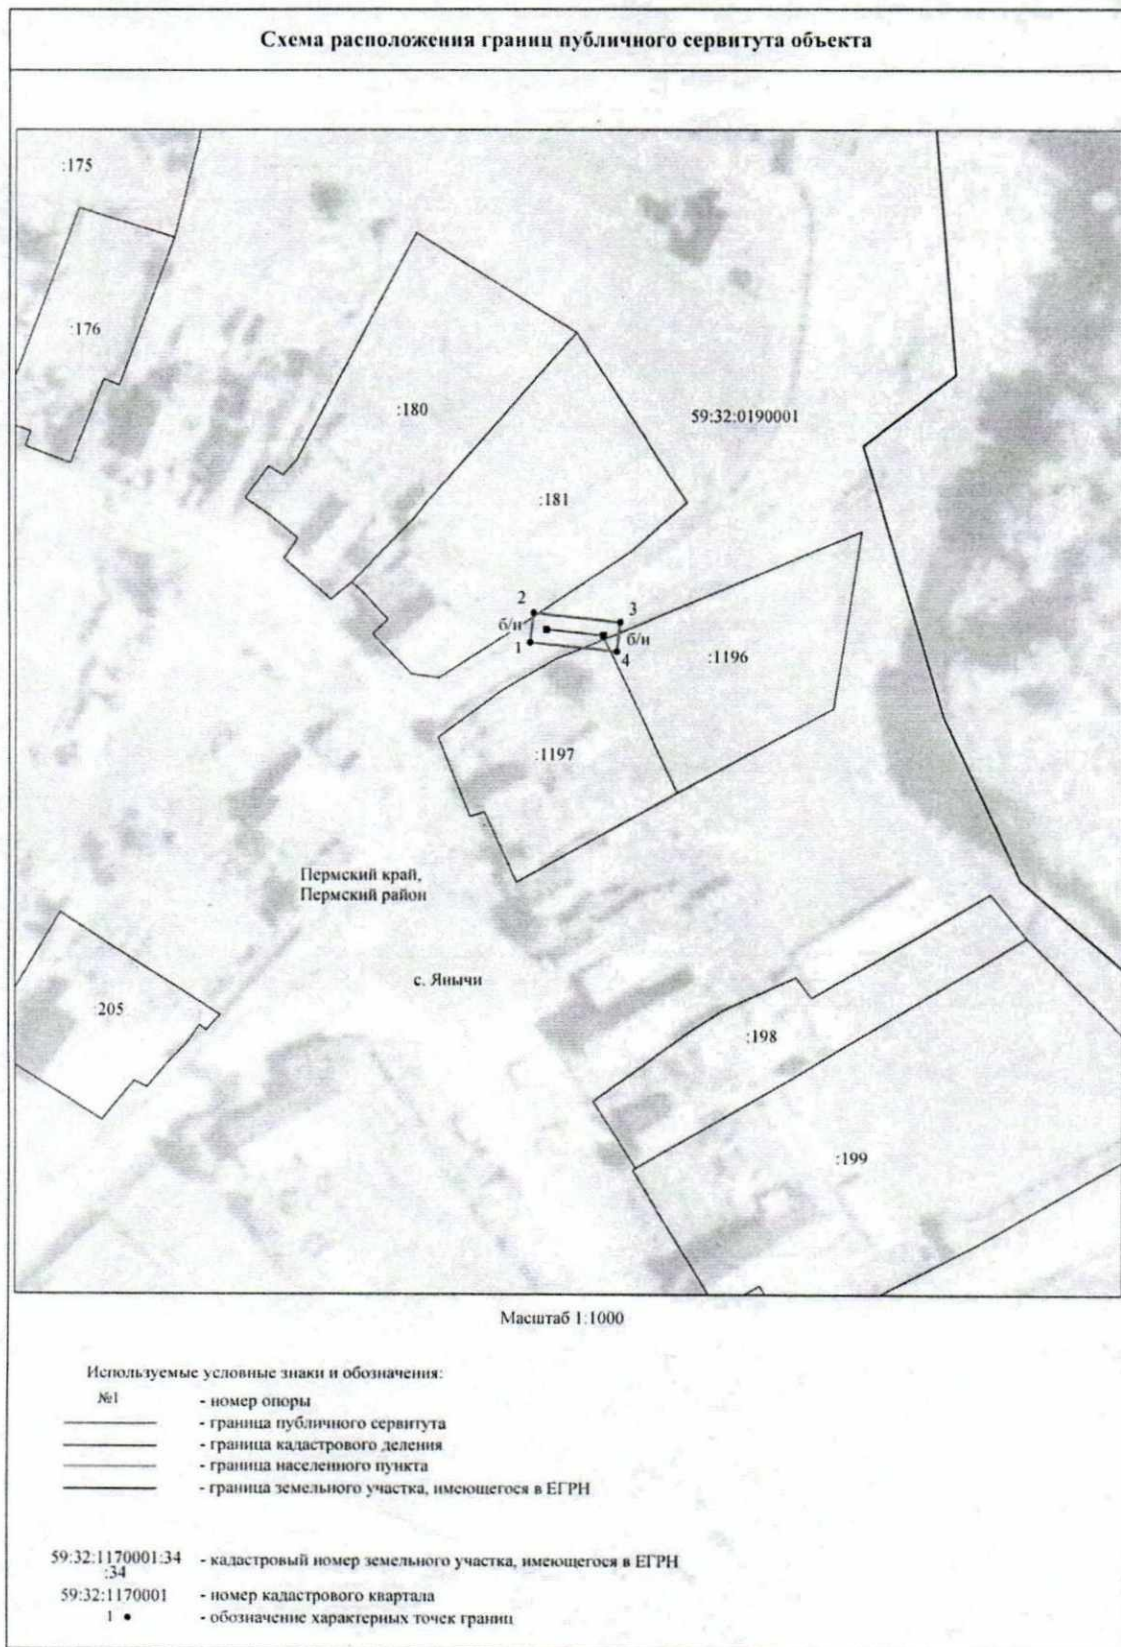 Схема расположения границ публичного сервитута объекта
:175
:176
:180
59:32:0190001
:181
2
3
б/н
б/н
1
4
:1196
:1197
Пермский край,
Пермский район
с. Янычи
:205
:198
:199
Масштаб 1:1000
Используемые условные знаки и обозначения:
№1 - номер опоры
- граница публичного сервитута
- граница кадастрового деления
- граница населенного пункта
- граница земельного участка, имеющегося в ЕГРН
59:32:1170001:34 - кадастровый номер земельного участка, имеющегося в ЕГРН
:34
59:32:1170001 - номер кадастрового квартала
1 • - обозначение характерных точек границ